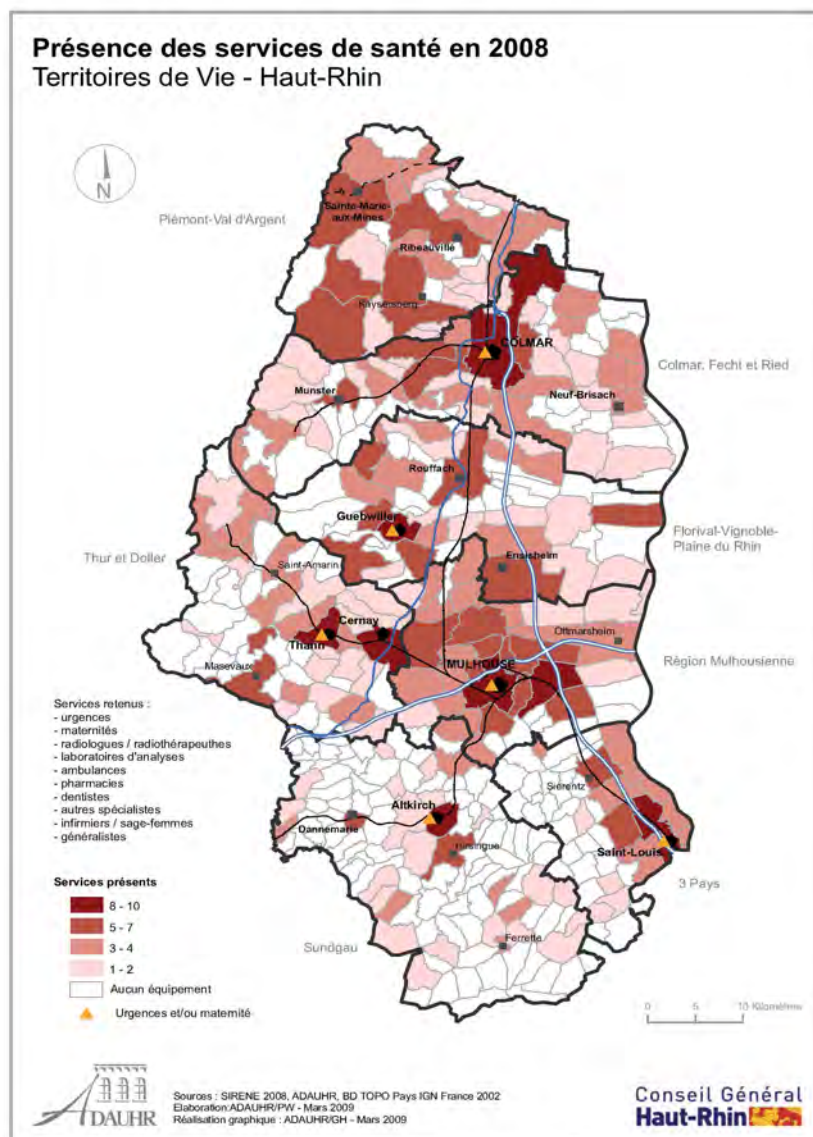 Présence des services de santé en 2008
Territoires de Vie - Haut-Rhin
N
Piémont-Val d'Argent
Sainte-Marie-
aux-Mines
Ribeauvillé
Kaysersberg
COLMAR
Colmar, Fecht et Ried
Munster
Neuf-Brisach
Rouffach
Guebwiller
Florival-Vignoble-
Plaine du Rhin
Thur et Doller
Saint-Amarin
Ensisheim
Cernay
Thann
Ottmarsheim
Masevaux
MULHOUSE
Région Mulhousienne
Services retenus :
- urgences
- maternités
- radiologues / radiothérapeuthes
- laboratoires d'analyses
- ambulances
- pharmacies
- dentistes
- autres spécialistes
- infirmiers / sage-femmes
- généralistes
Sierentz
Altkirch
Dannemarie
Hirsingue
Saint-Louis
3 Pays
Sundgau
Ferrette
Services présents
8 - 10
5 - 7
3 - 4
1 - 2
Aucun équipement
Urgences et/ou maternité
0 5 10 Kilomètres
ADAUHR
Sources : SIRENE 2008, ADAUHR, BD TOPO Pays IGN France 2002
Elaboration:ADAUHR/PW - Mars 2009
Réalisation graphique : ADAUHR/GH - Mars 2009
Conseil Général
Haut-Rhin